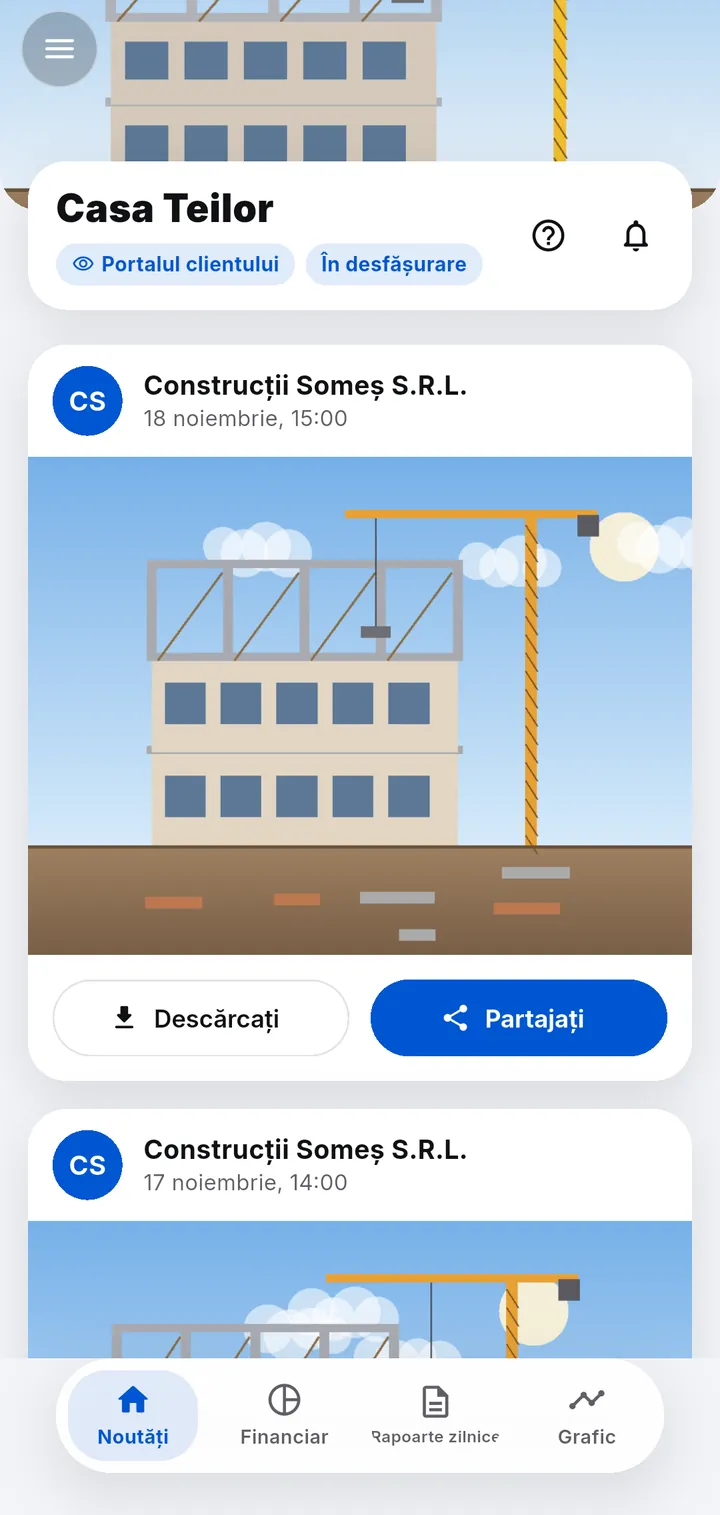 Casa Teilor
Portalul clientului
În desfășurare
CS
Construcții Someș S.R.L.
18 noiembrie, 15:00
Descărcați
Partajați
CS
Construcții Someș S.R.L.
17 noiembrie, 14:00
Noutăți
Financiar
Rapoarte zilnice
Grafic